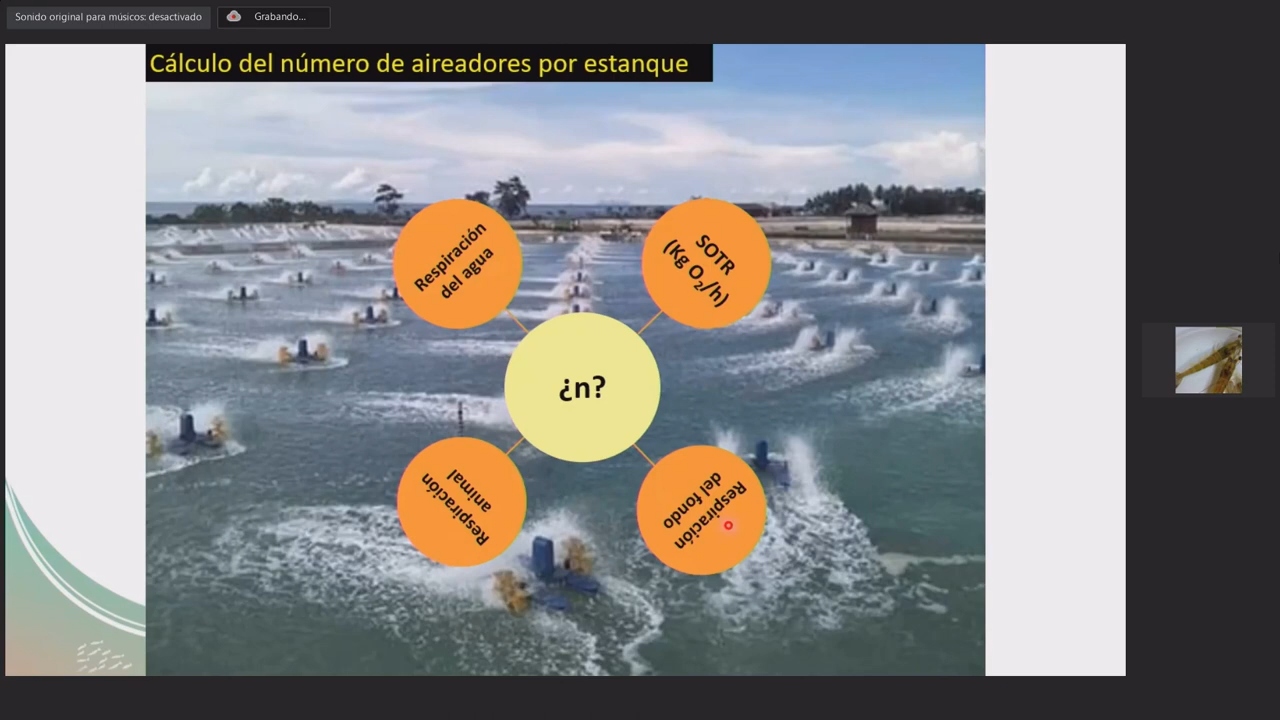 Sonido original para músicos: desactivado
Grabando...
Cálculo del número de aireadores por estanque
Respiración
del agua
SOTR
(Kg O₂/h)
¿n?
Respiración
animal
Respiración
del fondo